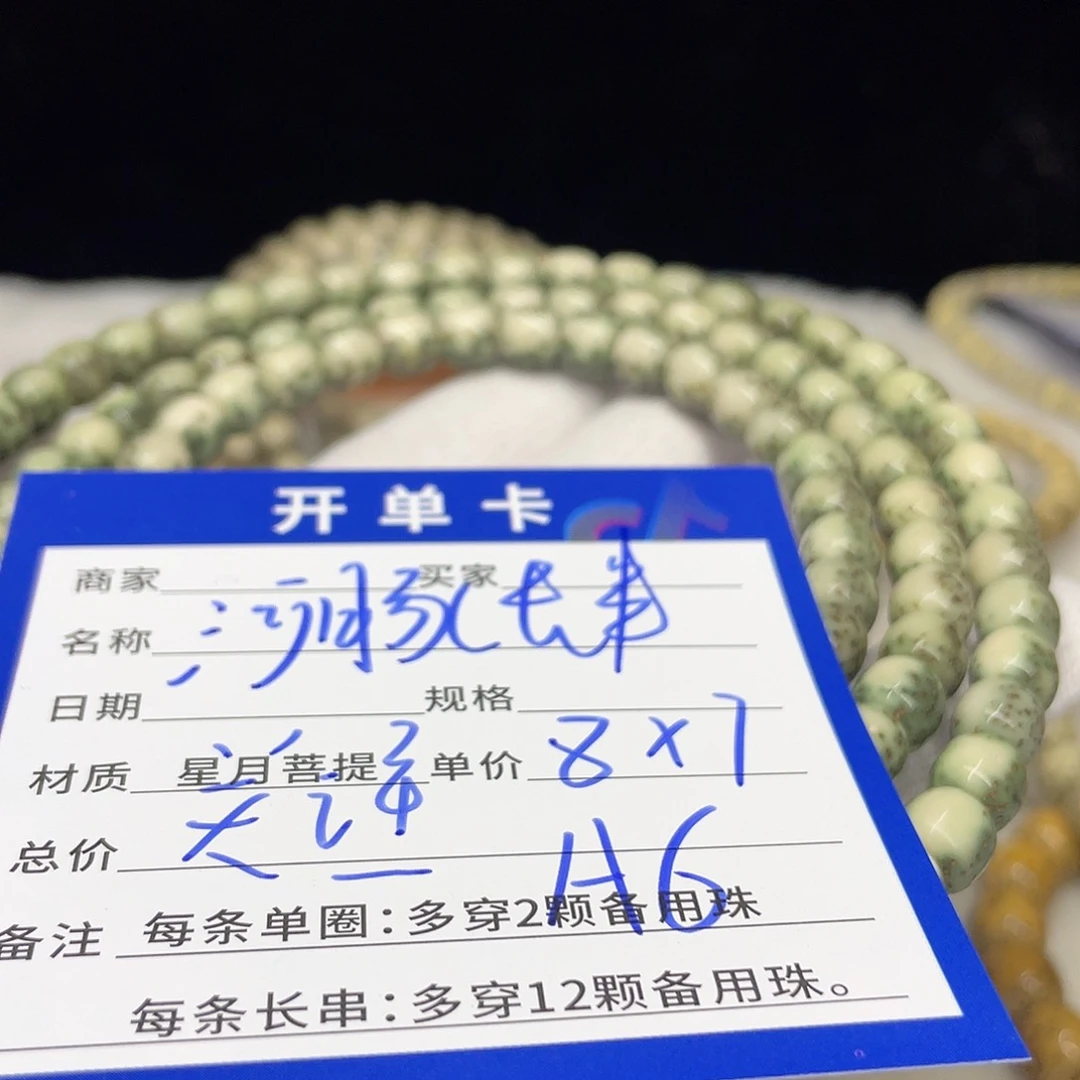 开单卡
商家 买家
名称 长串
日期 规格
材质 星月菩提 单价 8×7
总价
A6
备注 每条单圈:多穿2颗备用珠
每条长串:多穿12颗备用珠。